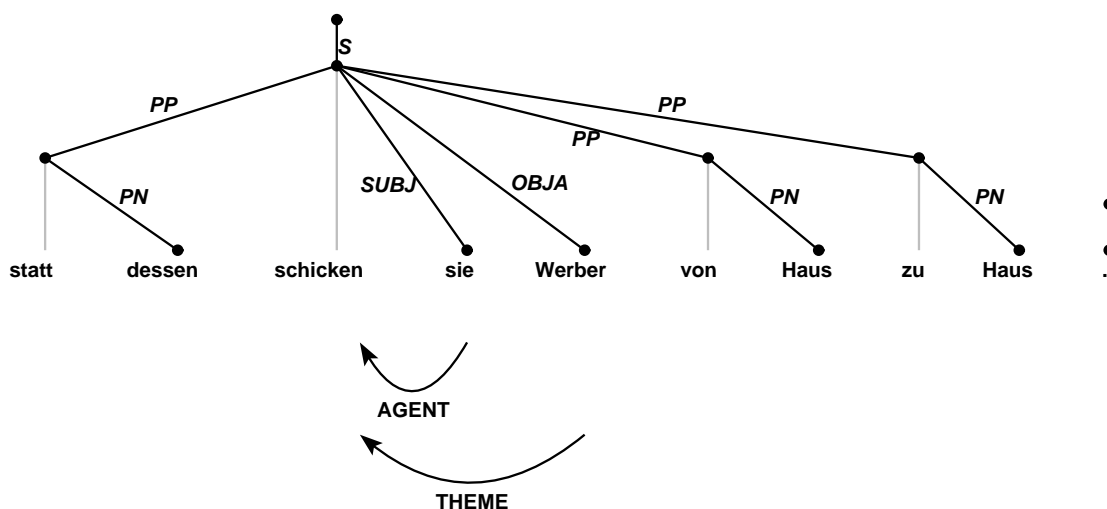 S
PP PP
PP
PN SUBJ OBJA PN PN
statt dessen schicken sie Werber von Haus zu Haus .
AGENT
THEME